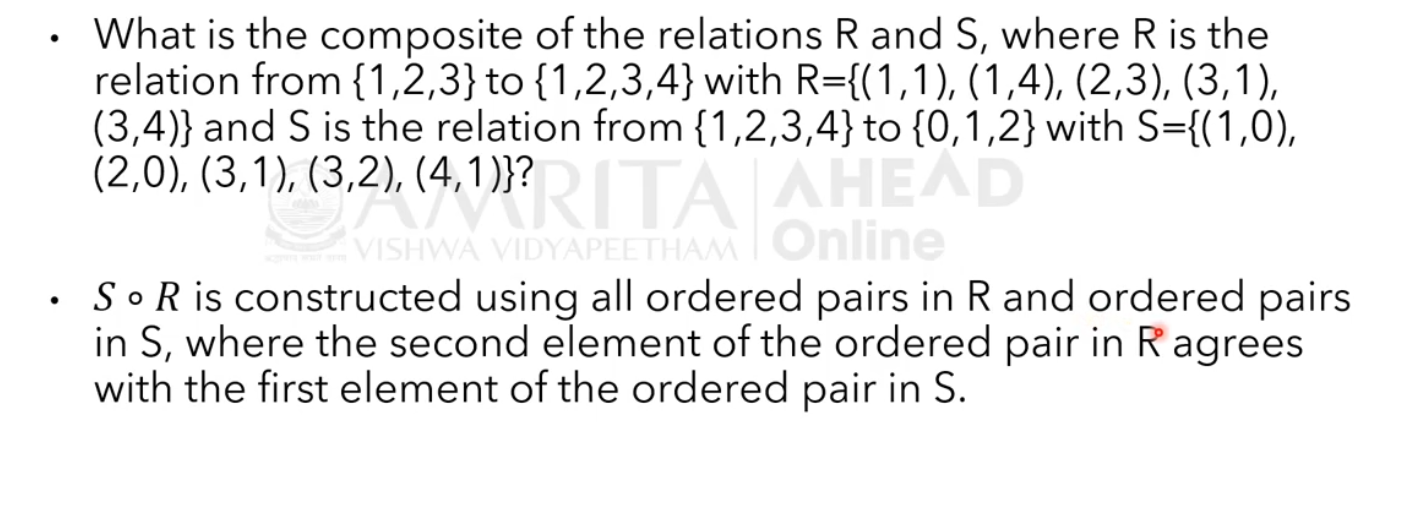 • What is the composite of the relations R and S, where R is the
relation from {1,2,3} to {1,2,3,4} with R={(1,1), (1,4), (2,3), (3,1),
(3,4)} and S is the relation from {1,2,3,4} to {0,1,2} with S={(1,0),
(2,0), (3,1), (3,2), (4,1)}?
AMRITA AHEAD
VISHWA VIDYAPEETHAM Online
• S ∘ R is constructed using all ordered pairs in R and ordered pairs
in S, where the second element of the ordered pair in R agrees
with the first element of the ordered pair in S.